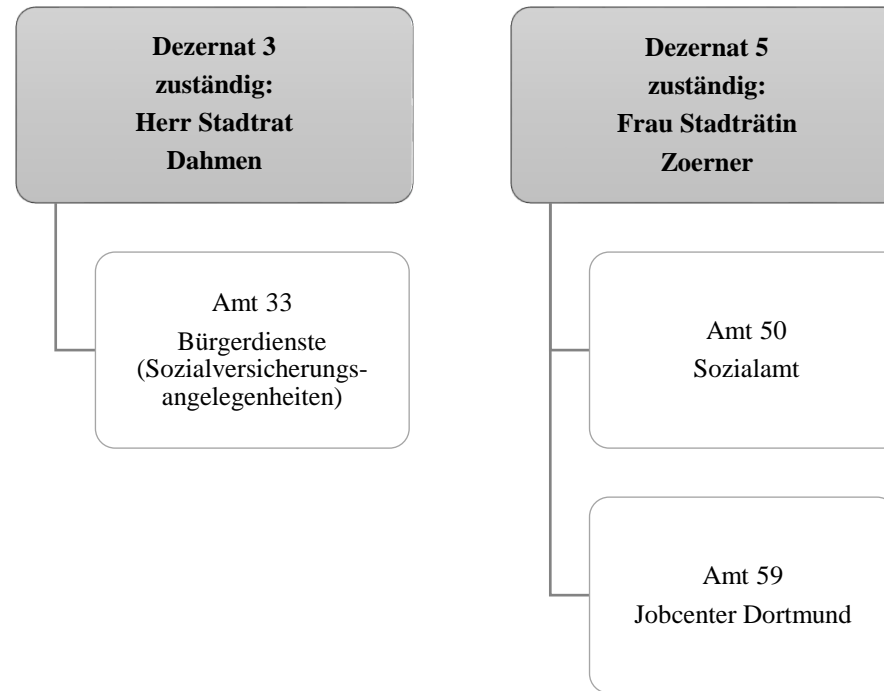 Dezernat 3
zuständig:
Herr Stadtrat
Dahmen
Amt 33
Bürgerdienste
(Sozialversicherungs-
angelegenheiten)
Dezernat 5
zuständig:
Frau Stadträtin
Zoerner
Amt 50
Sozialamt
Amt 59
Jobcenter Dortmund